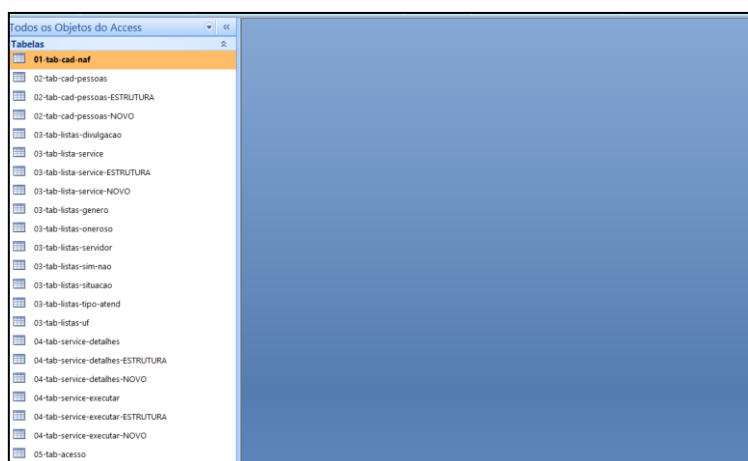 Todos os Objetos do Access
Tabelas
01-tab-cad-naf
02-tab-cad-pessoas
02-tab-cad-pessoas-ESTRUTURA
02-tab-cad-pessoas-NOVO
03-tab-listas-divulgacao
03-tab-lista-service
03-tab-lista-service-ESTRUTURA
03-tab-lista-service-NOVO
03-tab-listas-genero
03-tab-listas-oneroso
03-tab-listas-servidor
03-tab-listas-sim-nao
03-tab-listas-situacao
03-tab-listas-tipo-atend
03-tab-listas-uf
04-tab-service-detalhes
04-tab-service-detalhes-ESTRUTURA
04-tab-service-detalhes-NOVO
04-tab-service-executar
04-tab-service-executar-ESTRUTURA
04-tab-service-executar-NOVO
05-tab-acesso